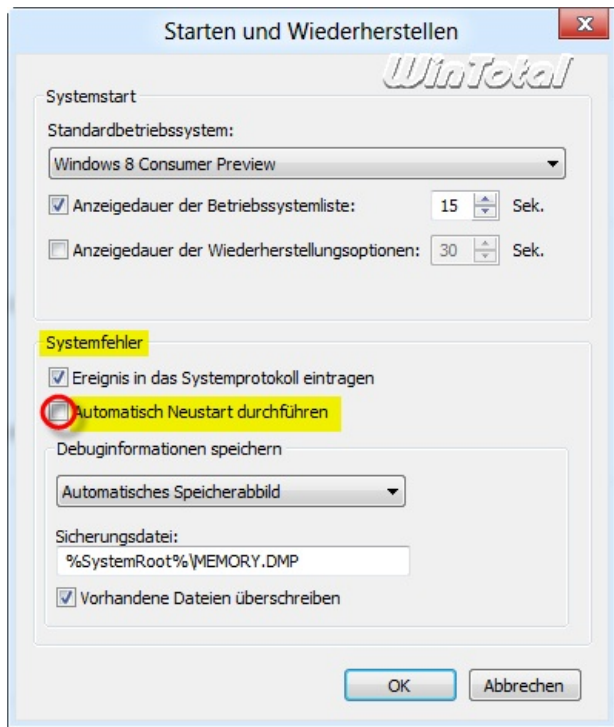 Starten und Wiederherstellen
WinTotal
Systemstart
Standardbetriebssystem:
Windows 8 Consumer Preview
Anzeigedauer der Betriebssystemliste: 15 Sek.
Anzeigedauer der Wiederherstellungsoptionen: 30 Sek.
Systemfehler
Ereignis in das Systemprotokoll eintragen
Automatisch Neustart durchführen
Debuginformationen speichern
Automatisches Speicherabbild
Sicherungsdatei:
%SystemRoot%\MEMORY.DMP
Vorhandene Dateien überschreiben
OK Abbrechen